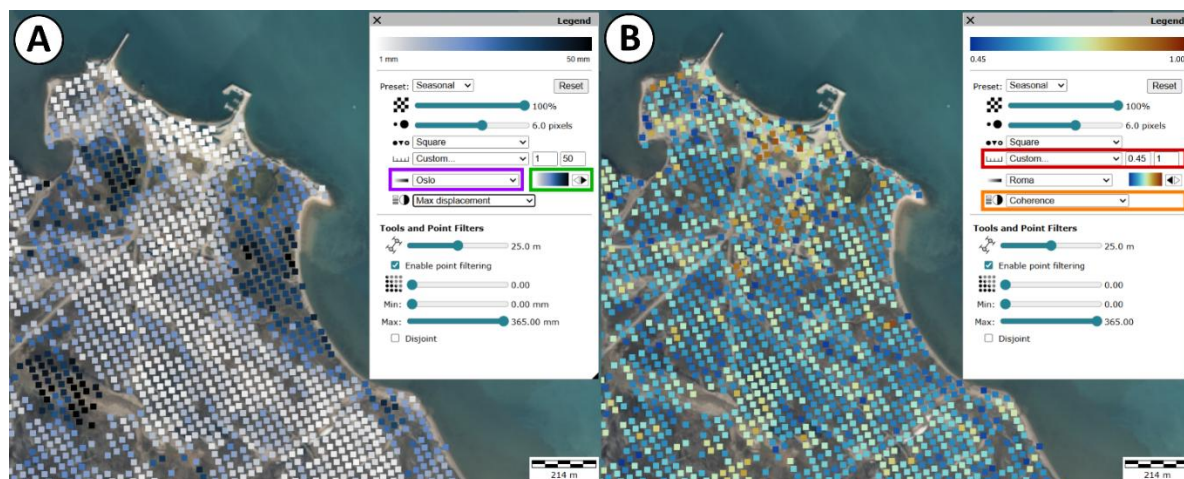 A
Legend
1 mm 50 mm
Preset: Seasonal Reset
100%
6.0 pixels
Square
Custom... 1 50
Oslo
Max displacement
Tools and Point Filters
25.0 m
Enable point filtering
0.00
Min: 0.00 mm
Max: 365.00 mm
Disjoint
214 m
B
Legend
0.45 1.00
Preset: Seasonal Reset
100%
6.0 pixels
Square
Custom... 0.45 1
Roma
Coherence
Tools and Point Filters
25.0 m
Enable point filtering
0.00
Min: 0.00
Max: 365.00
Disjoint
214 m